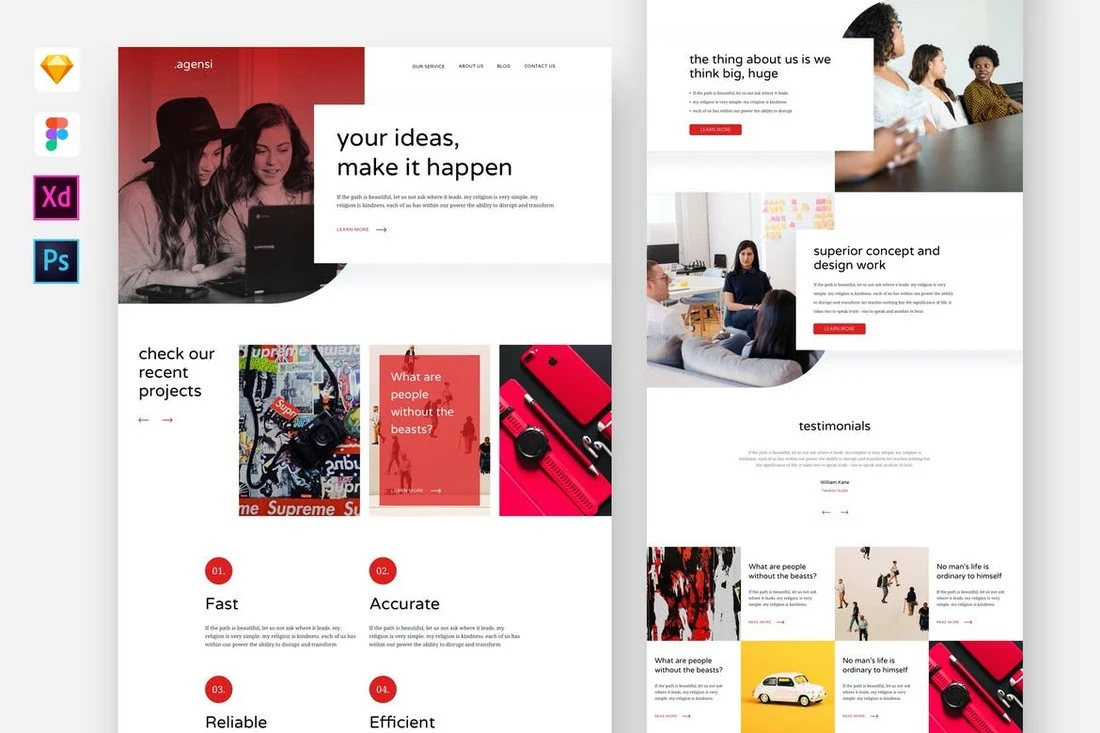 Xd
Ps
.agensi
OUR SERVICE
ABOUT US
BLOG
CONTACT US
your ideas,
make it happen
If the path is beautiful, let us not ask where it leads. my
religion is kindness, each of us has within our power the ability to disrupt and transform
LEARN MORE
check our
recent
projects
Supreme
Supreme
What are
people
without the
beasts?
LEARN MORE
01.
Fast
If the path is beautiful, let us not ask where it leads. my
religion is very simple. my religion is kindness. each of us has
within our power the ability to disrupt and transform
02.
Accurate
If the path is beautiful, let us not ask where it leads. my
religion is very simple. my religion is kindness. each of us has
within our power the ability to disrupt and transform
03.
Reliable
04.
Efficient
the thing about us is we
think big, huge
• If the path is beautiful, let us not ask where it leads
• my religion is very simple. my religion is kindness
• each of us has within our power the ability to disrupt
LEARN MORE
superior concept and
design work
If the path is beautiful, let us not ask where it leads. my religion is very
simple. my religion is kindness. each of us has within our power the ability
to disrupt and transform. let teacher nothing but the significance of life, it
takes two to speak truth - one to speak and another to hear.
LEARN MORE
testimonials
If the path is beautiful, let us not ask where it leads. my religion is very simple. my religion is
kindness. each of us has within our power the ability to disrupt and transform. let teacher nothing but
the significance of life, it takes two to speak truth - one to speak and another to hear.
William Kane
What are people
without the beasts?
If the path is beautiful, let us not ask
where it leads. my religion is very
simple. my religion is kindness.
READ MORE
No man's life is
ordinary to himself
If the path is beautiful, let us not ask
where it leads. my religion is very
simple. my religion is kindness.
READ MORE
What are people
without the beasts?
If the path is beautiful, let us not ask
where it leads. my religion is very
simple. my religion is kindness.
READ MORE
No man's life is
ordinary to himself
If the path is beautiful, let us not ask
where it leads. my religion is very
simple. my religion is kindness.
READ MORE